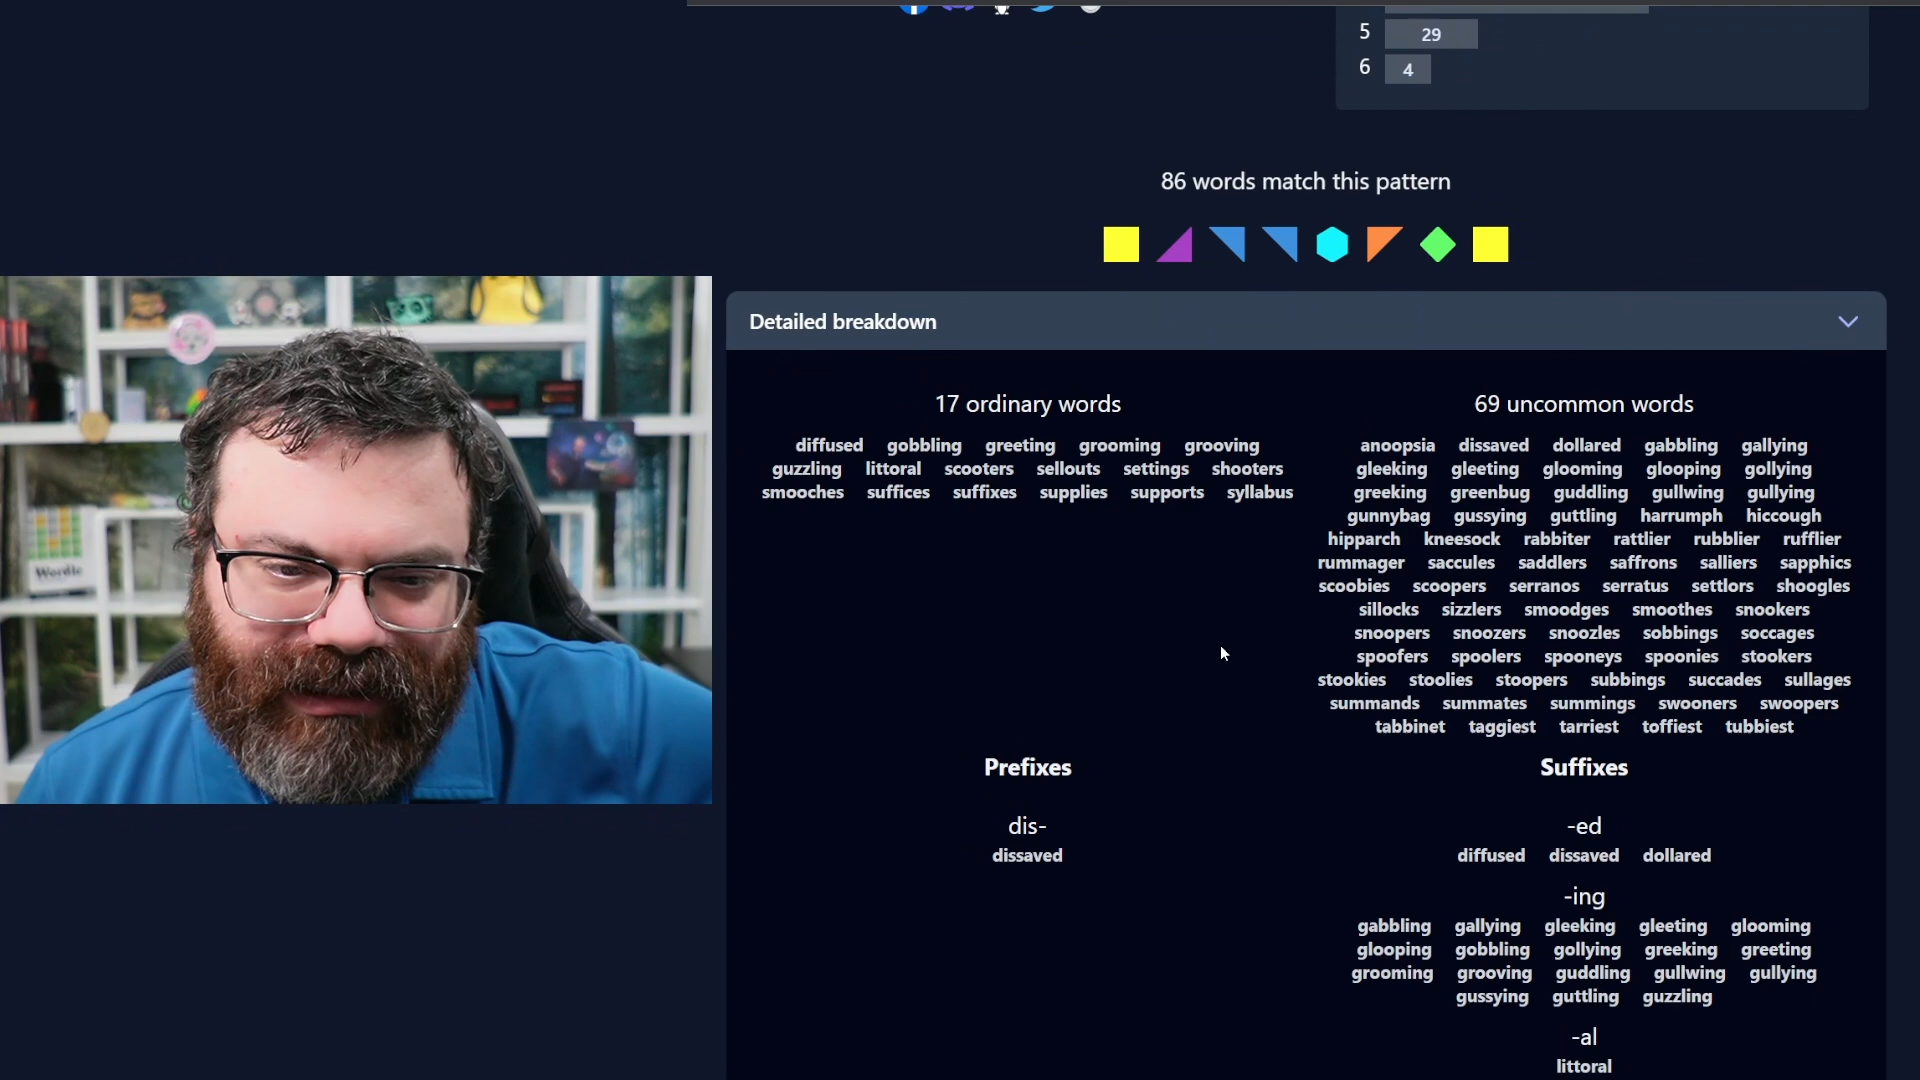 5 29
6 4
86 words match this pattern
Detailed breakdown
17 ordinary words
diffused gobbling greeting grooming grooving
guzzling littoral scooters sellouts settings shooters
smooches suffices suffixes supplies supports syllabus
69 uncommon words
anoopsia dissaved dollared gabbling gallying
gleeking gleeting glooming glooping gollying
greeking greenbug guddling gullwing gullying
gunnybag gussying guttling harrumph hiccough
hipparch kneesock rabbiter rattlier rubblier rufflier
rummager saccules saddlers saffrons salliers sapphics
scoobies scoopers serranos serratus settlors shoogles
sillocks sizzlers smoodges smoothes snookers
snoopers snoozers snoozles sobbings soccages
spoofers spoolers spooneys spoonies stookers
stookies stoolies stoopers subbings succades sullages
summands summates summings swooners swoopers
tabbinet taggiest tarriest toffiest tubbiest
Prefixes
dis-
dissaved
Suffixes
-ed
diffused dissaved dollared
-ing
gabbling gallying gleeking gleeting glooming
glooping gobbling gollying greeking greeting
grooming grooving guddling gullwing gullying
gussying guttling guzzling
-al
littoral
Wordle